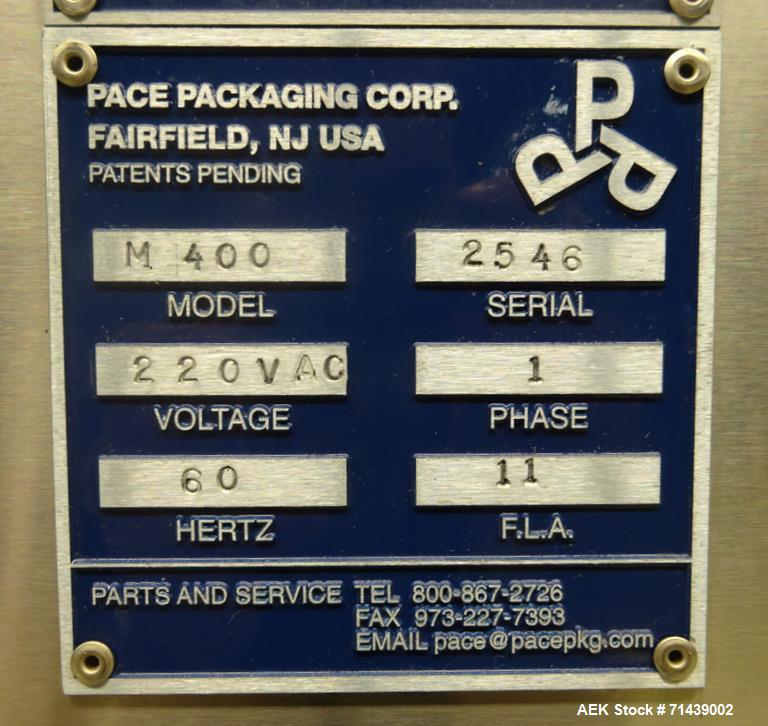 PACE PACKAGING CORP.
FAIRFIELD, NJ USA
PATENTS PENDING
PPP
M 400
MODEL
2546
SERIAL
220VAC
VOLTAGE
1
PHASE
60
HERTZ
11
F.L.A.
PARTS AND SERVICE TEL 800-867-2726
FAX 973-227-7393
EMAIL pace@pacepkg.com
AEK Stock # 71439002